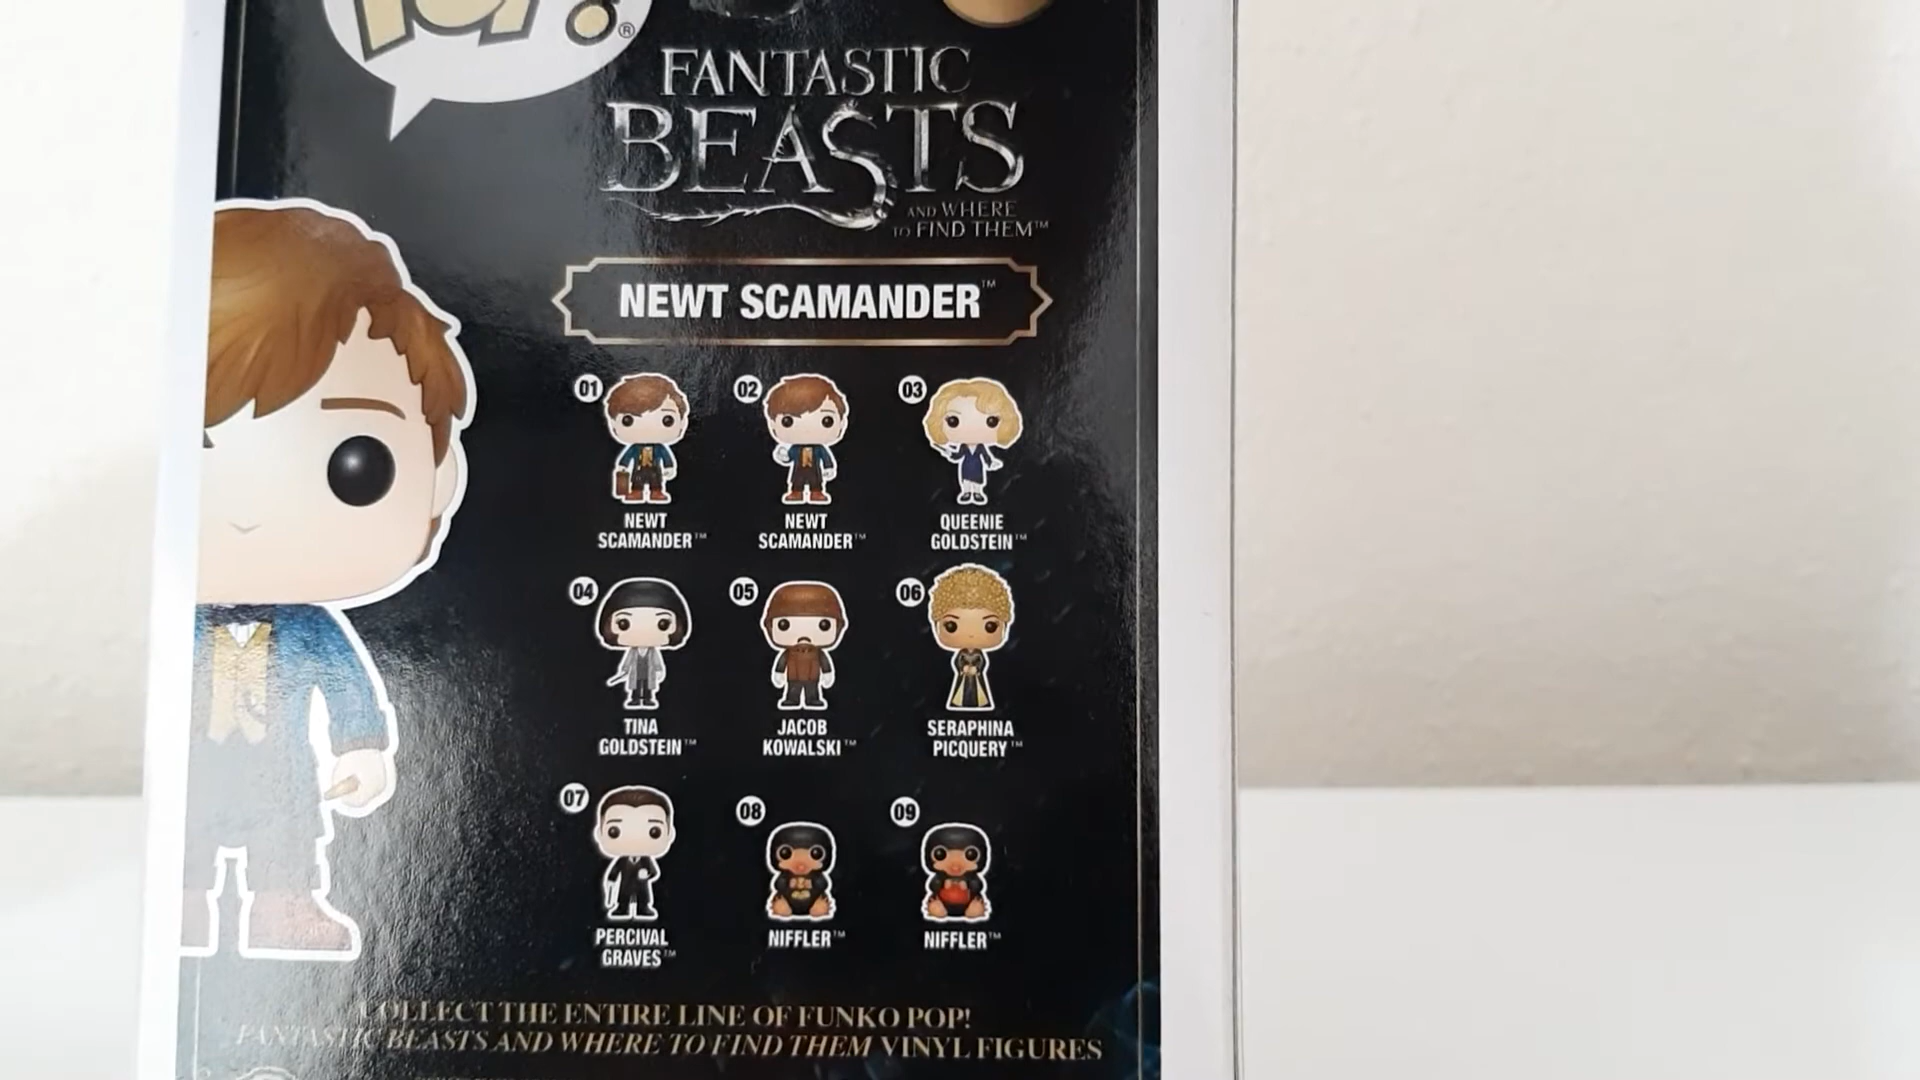 POP!®
FANTASTIC
BEASTS
AND WHERE
TO FIND THEM™
NEWT SCAMANDER™
01
NEWT
SCAMANDER™
02
NEWT
SCAMANDER™
03
QUEENIE
GOLDSTEIN™
04
TINA
GOLDSTEIN™
05
JACOB
KOWALSKI™
06
SERAPHINA
PICQUERY™
07
PERCIVAL
GRAVES™
08
NIFFLER™
09
NIFFLER™
COLLECT THE ENTIRE LINE OF FUNKO POP!
FANTASTIC BEASTS AND WHERE TO FIND THEM VINYL FIGURES